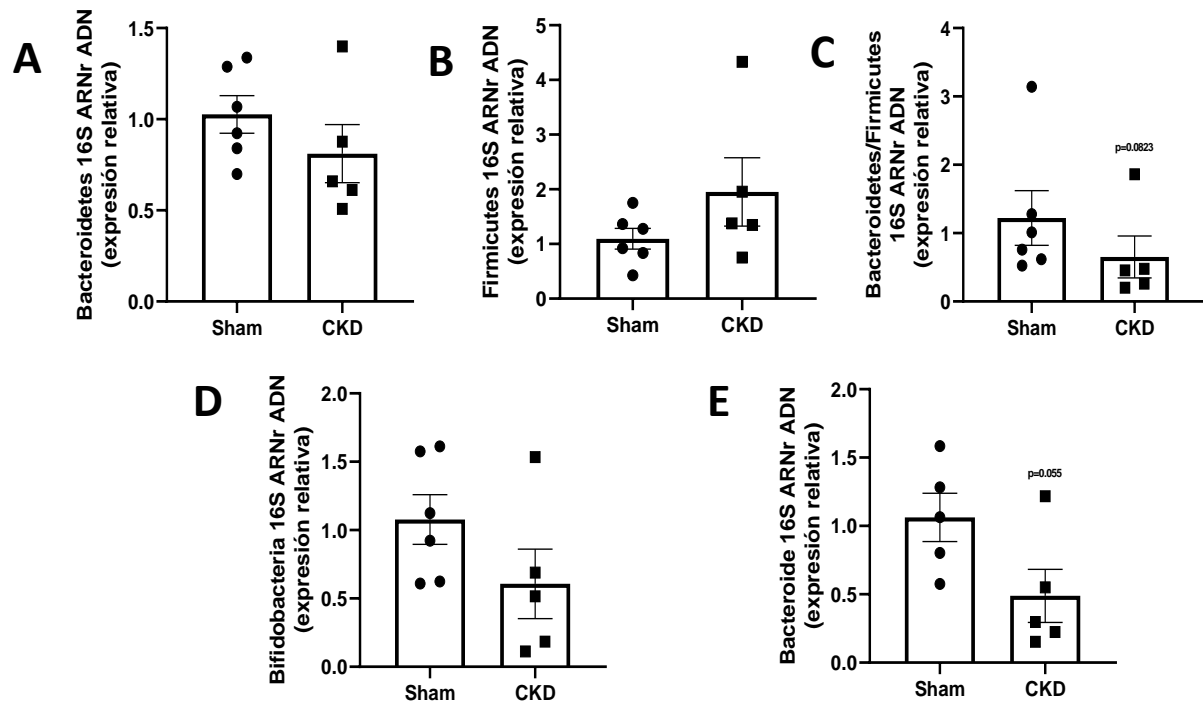 A
Bacteroidetes 16S ARNr ADN
(expresión relativa)
1.5
1.0
0.5
0.0
Sham
CKD
B
Firmicutes 16S ARNr ADN
(expresión relativa)
5
4
3
2
1
0
Sham
CKD
C
Bacteroidetes/Firmicutes
16S ARNr ADN
(expresión relativa)
4
3
2
1
0
p=0.0823
Sham
CKD
D
Bifidobacteria 16S ARNr ADN
(expresión relativa)
2.0
1.5
1.0
0.5
0.0
Sham
CKD
E
Bacteroide 16S ARNr ADN
(expresión relativa)
2.0
1.5
1.0
0.5
0.0
p=0.055
Sham
CKD